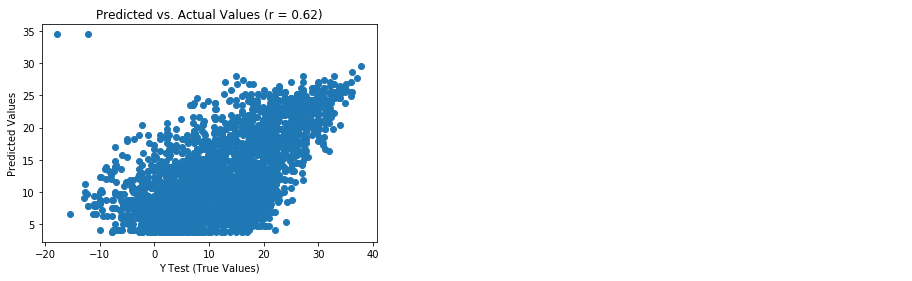 Predicted vs. Actual Values (r = 0.62)
35
30
25
20
15
10
5
Predicted Values
−20 −10 0 10 20 30 40
Y Test (True Values)